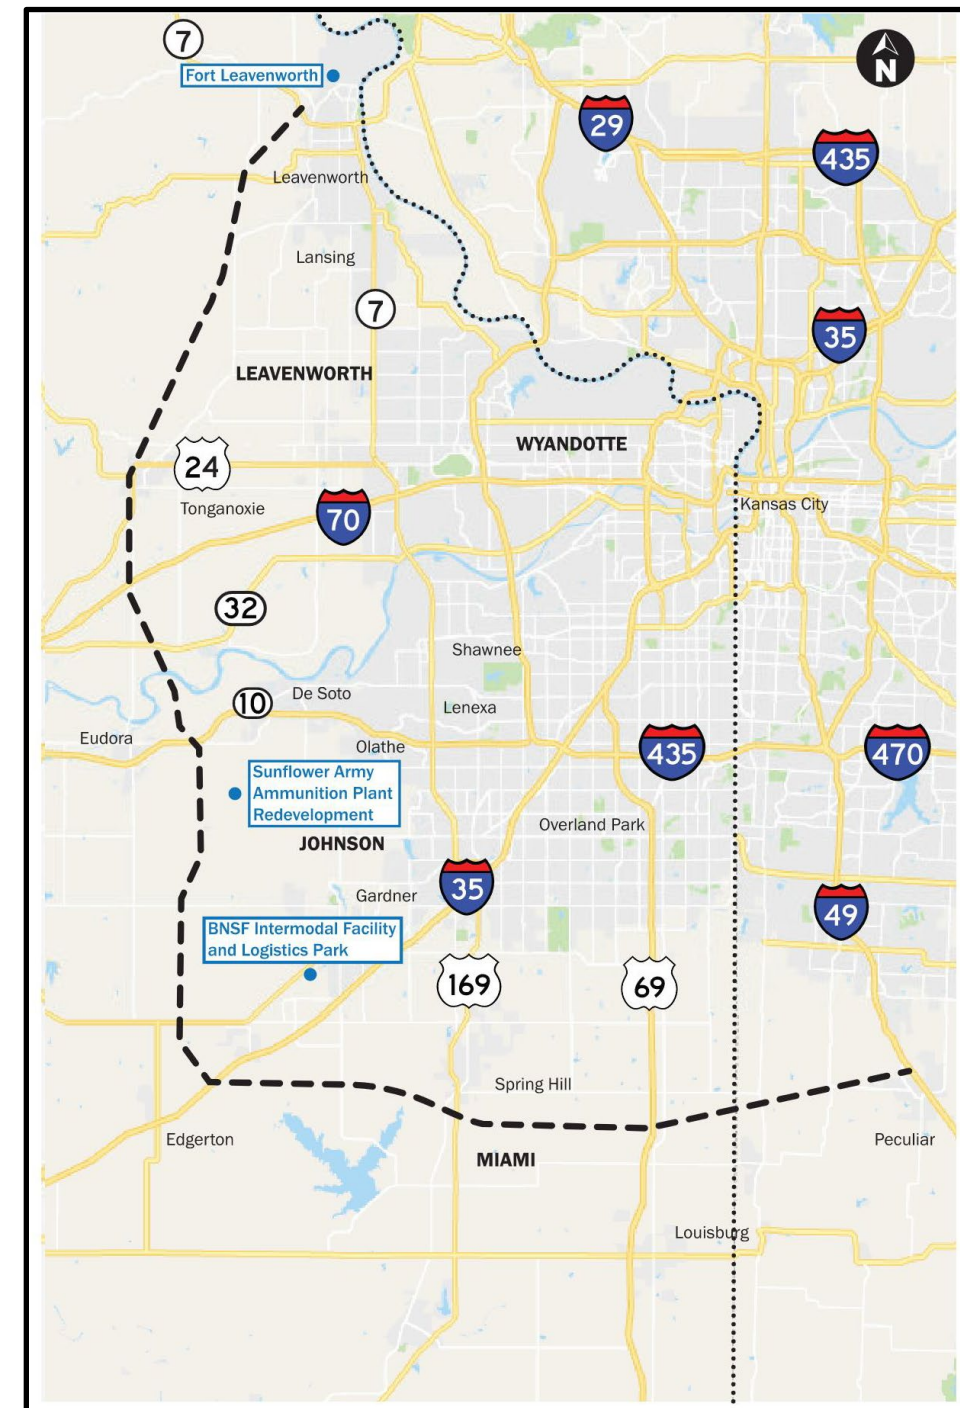 7
Fort Leavenworth
N
29
435
Leavenworth
Lansing
7
35
LEAVENWORTH
WYANDOTTE
24
Tonganoxie
70
Kansas City
32
Shawnee
De Soto
10
Lenexa
Eudora
Olathe
435
470
Sunflower Army
Ammunition Plant
Redevelopment
Overland Park
JOHNSON
Gardner
35
49
BNSF Intermodal Facility
and Logistics Park
169
69
Spring Hill
Edgerton
Peculiar
MIAMI
Louisburg